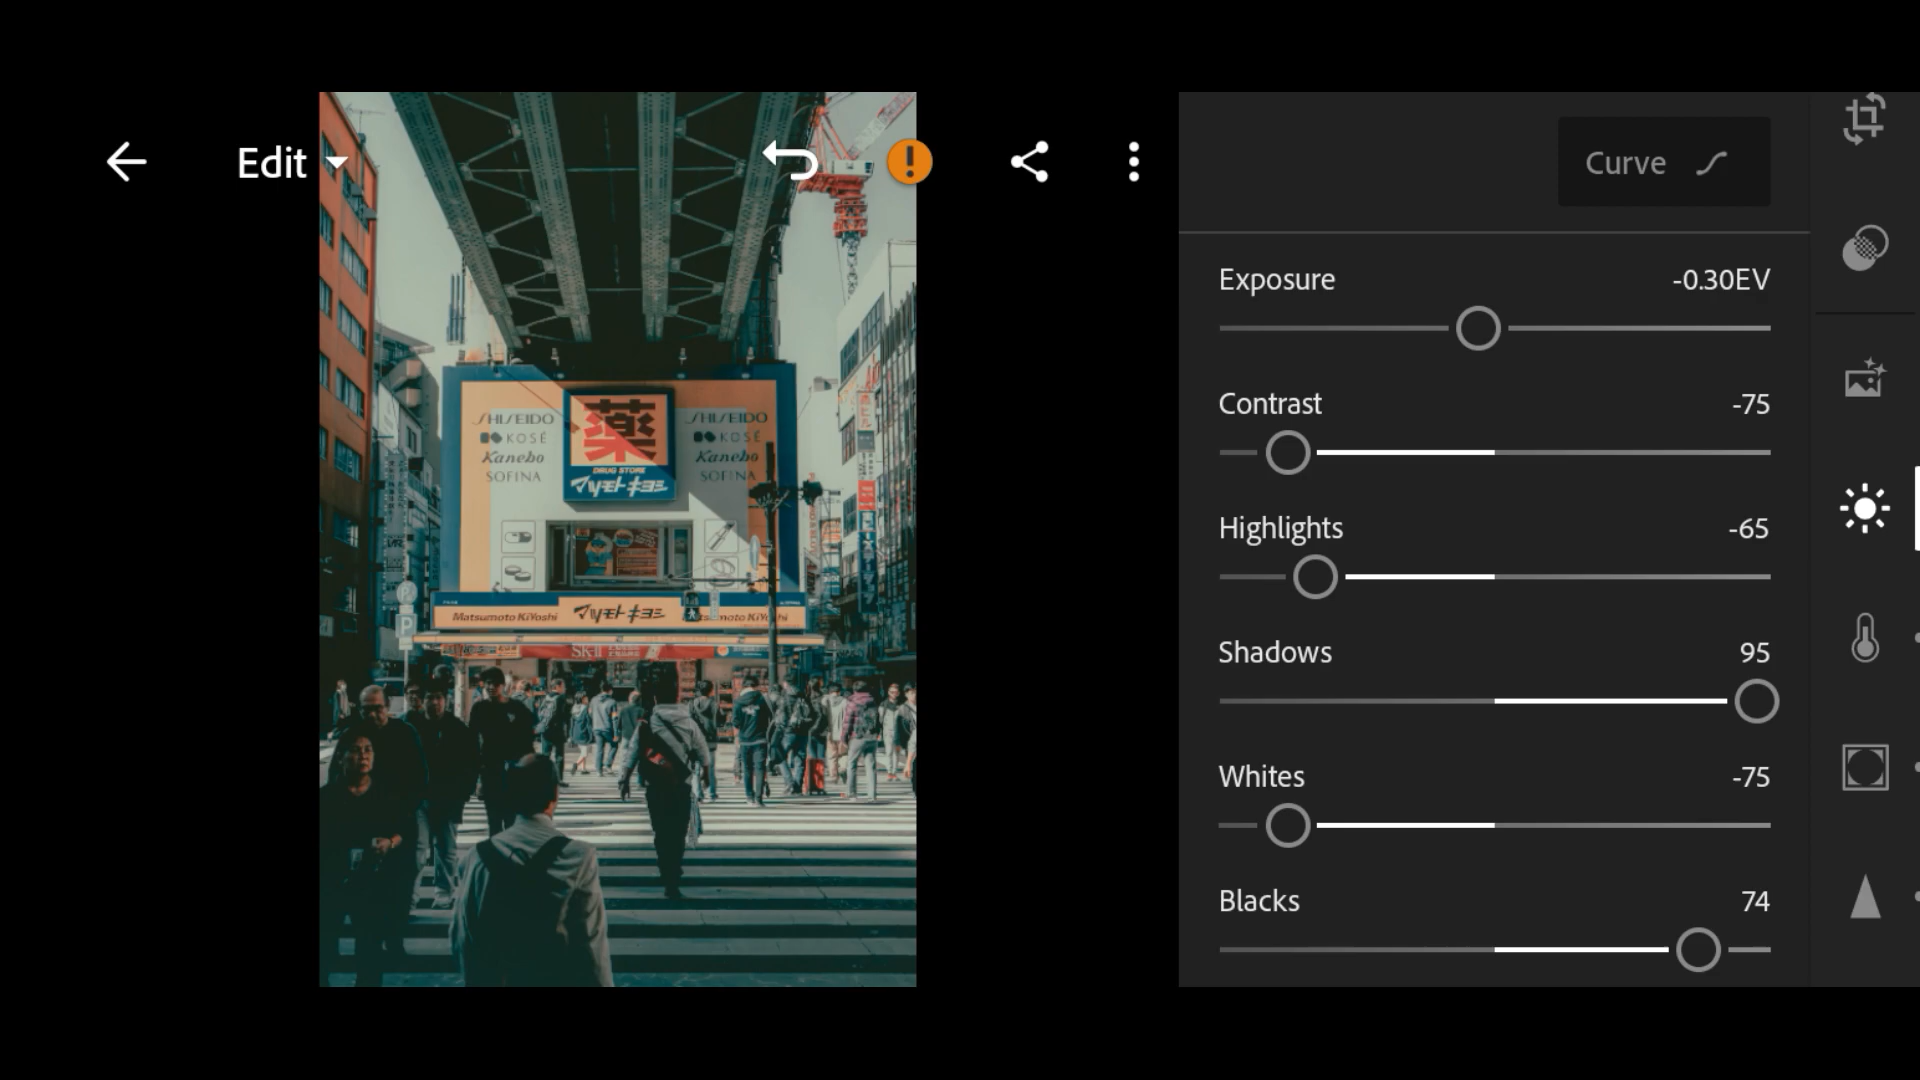 Edit
Curve
Exposure -0.30EV
Contrast -75
Highlights -65
Shadows 95
Whites -75
Blacks 74
SHISEIDO
KOSÉ
Kanebo
SOFINA
薬
DRUG STORE
マツモトキヨシ
SHISEIDO
KOSÉ
Kanebo
SOFINA
Matsumoto KiYoshi マツモトキヨシ
SK-II
P
P